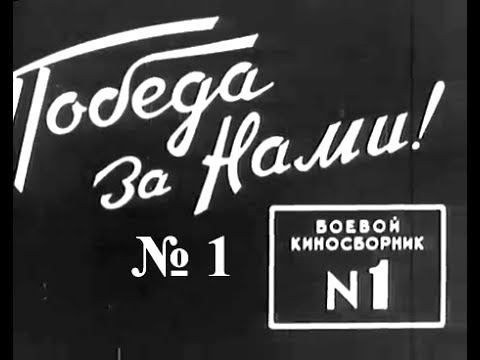 Победа
за Нами!
№ 1
БОЕВОЙ
КИНОСБОРНИК
N1